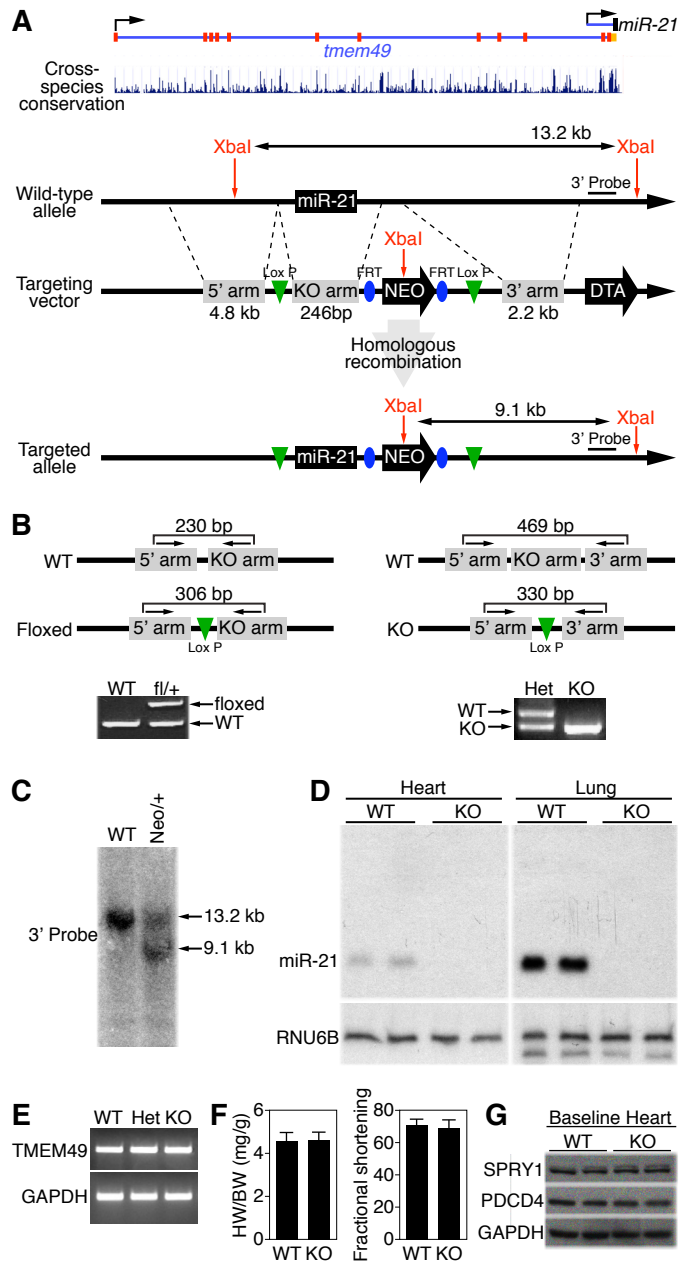 A
miR-21
tmem49
Cross-
species
conservation
13.2 kb
XbaI
XbaI
3' Probe
Wild-type
allele
miR-21
XbaI
Lox P
FRT
FRT
Lox P
Targeting
vector
5' arm
KO arm
NEO
3' arm
DTA
4.8 kb
246bp
2.2 kb
Homologous
recombination
XbaI
9.1 kb
XbaI
3' Probe
Targeted
allele
miR-21
NEO
B
230 bp
WT
5' arm
KO arm
306 bp
Floxed
5' arm
KO arm
Lox P
WT
fl/+
floxed
WT
469 bp
WT
5' arm
KO arm
3' arm
330 bp
KO
5' arm
3' arm
Lox P
Het
KO
WT
KO
C
WT
Neo/+
3' Probe
13.2 kb
9.1 kb
D
Heart
Lung
WT
KO
WT
KO
miR-21
RNU6B
E
WT Het KO
TMEM49
GAPDH
F
HW/BW (mg/g)
6
4
2
0
WT KO
Fractional shortening
80
60
40
20
0
WT KO
G
Baseline Heart
WT
KO
SPRY1
PDCD4
GAPDH